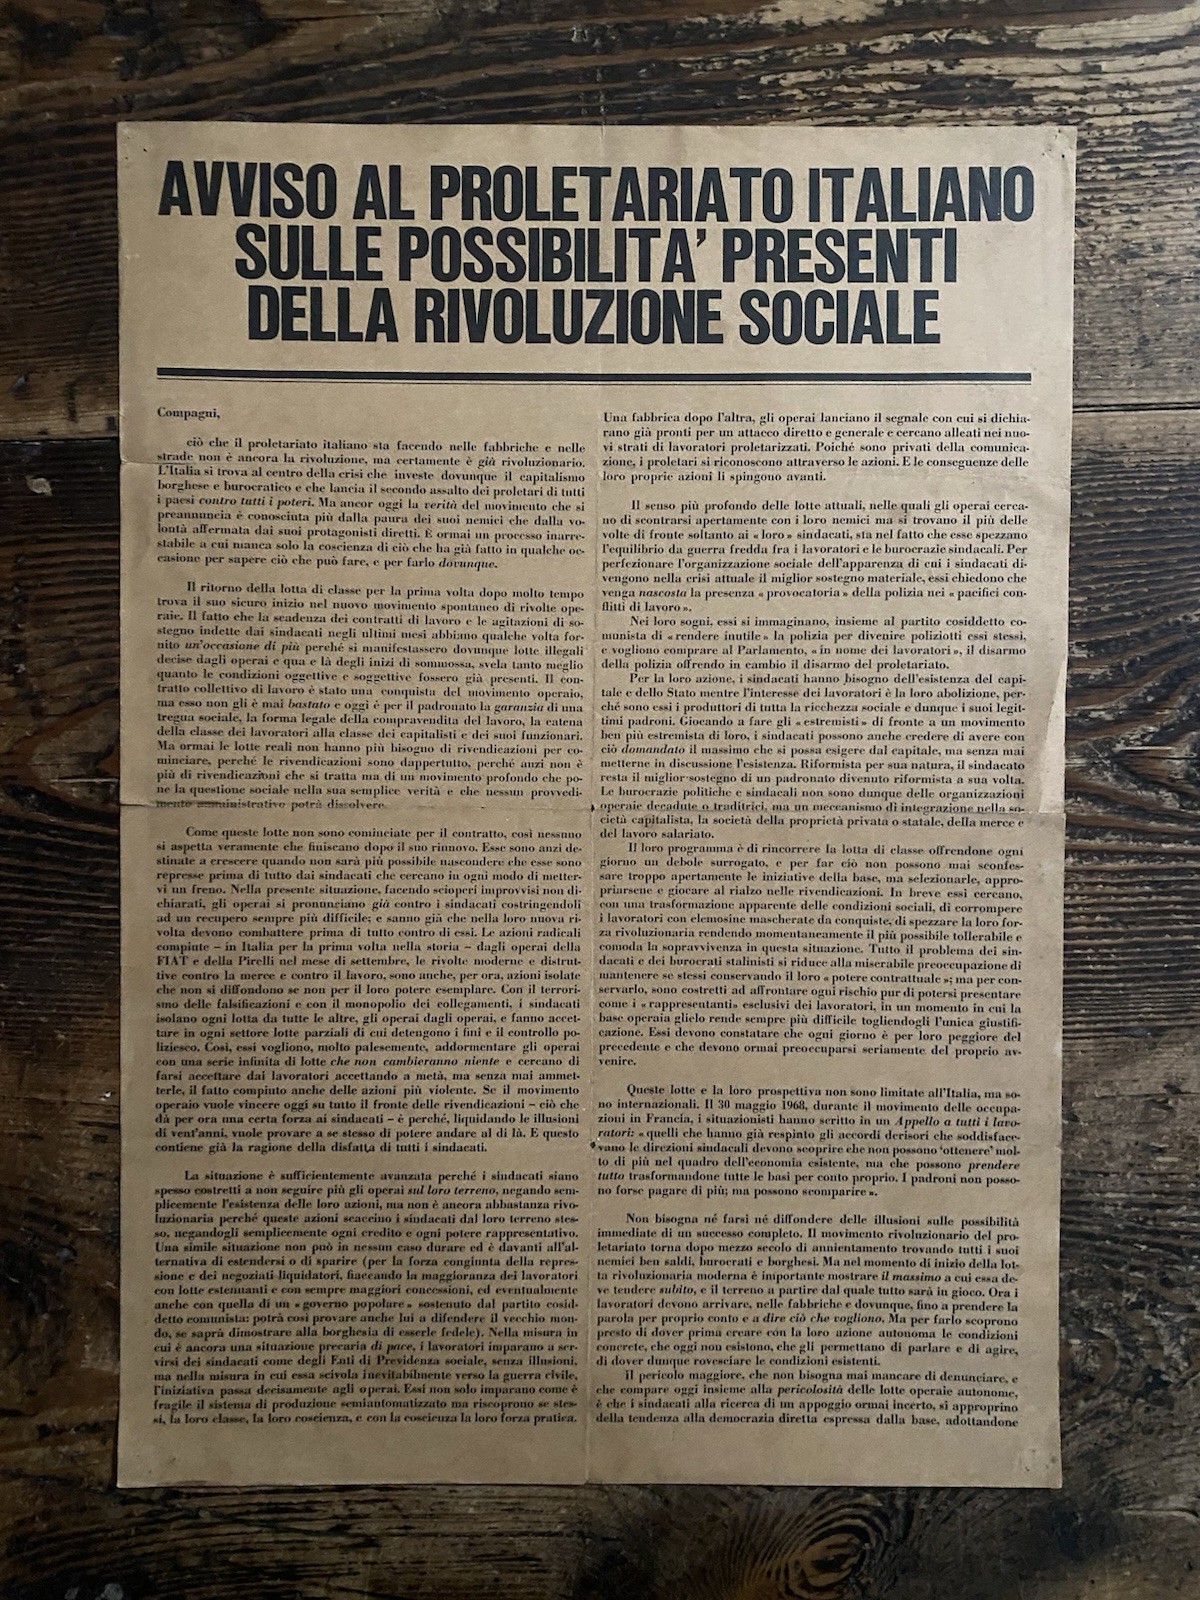 AVVISO AL PROLETARIATO ITALIANO
SULLE POSSIBILITA' PRESENTI
DELLA RIVOLUZIONE SOCIALE
Compagni,
ciò che il proletariato italiano sta facendo nelle fabbriche e nelle
strade non è ancora la rivoluzione, ma certamente è già rivoluzionario.
L'Italia si trova al centro della crisi che investe dovunque il capitalismo
borghese e burocratico e che lancia il secondo assalto dei proletari di tutti
i paesi contro tutti i poteri. Ma ancor oggi la verità del movimento che si
preannuncia è conosciuta più dalla paura dei suoi nemici che dalla vo-
lontà affermata dai suoi protagonisti diretti. È ormai un processo inarre-
stabile a cui manca solo la coscienza di ciò che ha già fatto in qualche oc-
casione per sapere ciò che può fare, e per farlo dovunque.
Il ritorno della lotta di classe per la prima volta dopo molto tempo
trova il suo sicuro inizio nel nuovo movimento spontaneo di rivolte ope-
raie. Il fatto che la scadenza dei contratti di lavoro e le agitazioni di so-
stegno indette dai sindacati negli ultimi mesi abbiamo qualche volta for-
nito un'occasione di più perché si manifestassero dovunque lotte illegali
decise dagli operai e qua e là degli inizi di sommossa, svela tanto meglio
quanto le condizioni oggettive e soggettive fossero già presenti. Il con-
tratto collettivo di lavoro è stato una conquista del movimento operaio,
ma esso non gli è mai bastato e oggi è per il padronato la garanzia di una
tregua sociale, la forma legale della compravendita del lavoro, la catena
della classe dei lavoratori alla classe dei capitalisti e dei suoi funzionari.
Ma ormai le lotte reali non hanno più bisogno di rivendicazioni per co-
minciare, perché le rivendicazioni sono dappertutto, perché anzi non è
più di rivendicazioni che si tratta ma di un movimento profondo che po-
ne la questione sociale nella sua semplice verità e che nessun provvedi-
mento amministrativo potrà dissolvere.
Come queste lotte non sono cominciate per il contratto, così nessuno
si aspetta veramente che finiscano dopo il suo rinnovo. Esse sono anzi de-
stinate a crescere quando non sarà più possibile nascondere che esse sono
represse prima di tutto dai sindacati che cercano in ogni modo di metter-
vi un freno. Nella presente situazione, facendo scioperi improvvisi non di-
chiarati, gli operai si pronunciano già contro i sindacati costringendoli
ad un recupero sempre più difficile; e sanno già che nella loro nuova ri-
volta devono combattere prima di tutto contro di essi. Le azioni radicali
compiute – in Italia per la prima volta nella storia – dagli operai della
FIAT e della Pirelli nel mese di settembre, le rivolte moderne e distrut-
tive contro la merce e contro il lavoro, sono anche, per ora, azioni isolate
che non si diffondono se non per il loro potere esemplare. Con il terrori-
smo delle falsificazioni e con il monopolio dei collegamenti, i sindacati
isolano ogni lotta da tutte le altre, gli operai dagli operai, e fanno accet-
tare in ogni settore lotte parziali di cui detengono i fini e il controllo po-
liziesco. Così, essi vogliono, molto palesemente, addormentare gli operai
con una serie infinita di lotte che non cambieranno niente e cercano di
farsi accettare dai lavoratori accettando a metà, ma senza mai ammet-
terle, il fatto compiuto anche delle azioni più violente. Se il movimento
operaio vuole vincere oggi su tutto il fronte delle rivendicazioni – ciò che
dà per ora una certa forza ai sindacati – è perché, liquidando le illusioni
di vent'anni, vuole provare a se stesso di potere andare al di là. E questo
contiene già la ragione della disfatta di tutti i sindacati.
La situazione è sufficientemente avanzata perché i sindacati siano
spesso costretti a non seguire più gli operai sul loro terreno, negando sem-
plicemente l'esistenza delle loro azioni, ma non è ancora abbastanza rivo-
luzionaria perché queste azioni scaccino i sindacati dal loro terreno stes-
so, negandogli semplicemente ogni credito e ogni potere rappresentativo.
Una simile situazione non può in nessun caso durare ed è davanti all'al-
ternativa di estendersi o di sparire (per la forza congiunta della repres-
sione e dei negoziati liquidatori, fiaccando la maggioranza dei lavoratori
con lotte estenuanti e con sempre maggiori concessioni, ed eventualmente
anche con quella di un « governo popolare » sostenuto dal partito cosid-
detto comunista: potrà così provare anche lui a difendere il vecchio mon-
do, se saprà dimostrare alla borghesia di esserle fedele). Nella misura in
cui è ancora una situazione precaria di pace, i lavoratori imparano a ser-
virsi dei sindacati come degli Enti di Previdenza sociale, senza illusioni,
ma nella misura in cui essa scivola inevitabilmente verso la guerra civile,
l'iniziativa passa decisamente agli operai. Essi non solo imparano come è
fragile il sistema di produzione semiautomatizzato ma riscoprono se stes-
si, la loro classe, la loro coscienza, e con la coscienza la loro forza pratica.
Una fabbrica dopo l'altra, gli operai lanciano il segnale con cui si dichia-
rano già pronti per un attacco diretto e generale e cercano alleati nei nuo-
vi strati di lavoratori proletarizzati. Poiché sono privati della comunica-
zione, i proletari si riconoscono attraverso le azioni. E le conseguenze delle
loro proprie azioni li spingono avanti.
Il senso più profondo delle lotte attuali, nelle quali gli operai cerca-
no di scontrarsi apertamente con i loro nemici ma si trovano il più delle
volte di fronte soltanto ai « loro » sindacati, sta nel fatto che esse spezzano
l'equilibrio da guerra fredda fra i lavoratori e le burocrazie sindacali. Per
perfezionare l'organizzazione sociale dell'apparenza di cui i sindacati di-
vengono nella crisi attuale il miglior sostegno materiale, essi chiedono che
venga nascosta la presenza « provocatoria » della polizia nei « pacifici con-
flitti di lavoro ».
Nei loro sogni, essi si immaginano, insieme al partito cosiddetto co-
munista di « rendere inutile » la polizia per divenire poliziotti essi stessi,
e vogliono comprare al Parlamento, « in nome dei lavoratori », il disarmo
della polizia offrendo in cambio il disarmo del proletariato.
Per la loro azione, i sindacati hanno bisogno dell'esistenza del capi-
tale e dello Stato mentre l'interesse dei lavoratori è la loro abolizione, per-
ché sono essi i produttori di tutta la ricchezza sociale e dunque i suoi legit-
timi padroni. Giocando a fare gli « estremisti » di fronte a un movimento
ben più estremista di loro, i sindacati possono anche credere di avere con
ciò domandato il massimo che si possa esigere dal capitale, ma senza mai
metterne in discussione l'esistenza. Riformista per sua natura, il sindacato
resta il miglior sostegno di un padronato divenuto riformista a sua volta.
Le burocrazie politiche e sindacali non sono dunque delle organizzazioni
operaie decadute o traditrici, ma un meccanismo di integrazione nella so-
cietà capitalista, la società della proprietà privata o statale, della merce e
del lavoro salariato.
Il loro programma è di rincorrere la lotta di classe offrendone ogni
giorno un debole surrogato, e per far ciò non possono mai sconfes-
sare troppo apertamente le iniziative della base, ma selezionarle, appro-
priarsene e giocare al rialzo nelle rivendicazioni. In breve essi cercano,
con una trasformazione apparente delle condizioni sociali, di corrompere
i lavoratori con elemosine mascherate da conquiste, di spezzare la loro for-
za rivoluzionaria rendendo momentaneamente il più possibile tollerabile e
comoda la sopravvivenza in questa situazione. Tutto il problema dei sin-
dacati e dei burocrati stalinisti si riduce alla miserabile preoccupazione di
mantenere se stessi conservando il loro « potere contrattuale »; ma per con-
servarlo, sono costretti ad affrontare ogni rischio pur di potersi presentare
come i « rappresentanti » esclusivi dei lavoratori, in un momento in cui la
base operaia glielo rende sempre più difficile togliendogli l'unica giustifi-
cazione. Essi devono constatare che ogni giorno è per loro peggiore del
precedente e che devono ormai preoccuparsi seriamente del proprio av-
venire.
Queste lotte e la loro prospettiva non sono limitate all'Italia, ma so-
no internazionali. Il 30 maggio 1968, durante il movimento delle occupa-
zioni in Francia, i situazionisti hanno scritto in un Appello a tutti i lavo-
ratori: « quelli che hanno già respinto gli accordi derisori che soddisface-
vano le direzioni sindacali devono scoprire che non possono 'ottenere' mol-
to di più nel quadro dell'economia esistente, ma che possono prendere
tutto trasformandone tutte le basi per conto proprio. I padroni non posso-
no forse pagare di più; ma possono scomparire ».
Non bisogna né farsi né diffondere delle illusioni sulle possibilità
immediate di un successo completo. Il movimento rivoluzionario del pro-
letariato torna dopo mezzo secolo di annientamento trovando tutti i suoi
nemici ben saldi, burocrati e borghesi. Ma nel momento di inizio della lot-
ta rivoluzionaria moderna è importante mostrare il massimo a cui essa de-
ve tendere subito, e il terreno a partire dal quale tutto sarà in gioco. Ora i
lavoratori devono arrivare, nelle fabbriche e dovunque, fino a prendere la
parola per proprio conto e a dire ciò che vogliono. Ma per farlo scoprono
presto di dover prima creare con la loro azione autonoma le condizioni
concrete, che oggi non esistono, che gli permettano di parlare e di agire,
di dover dunque rovesciare le condizioni esistenti.
il pericolo maggiore, che non bisogna mai mancare di denunciare, e
che compare oggi insieme alla pericolosità delle lotte operaie autonome,
è che i sindacati alla ricerca di un appoggio ormai incerto, si approprino
della tendenza alla democrazia diretta espressa dalla base, adottandone